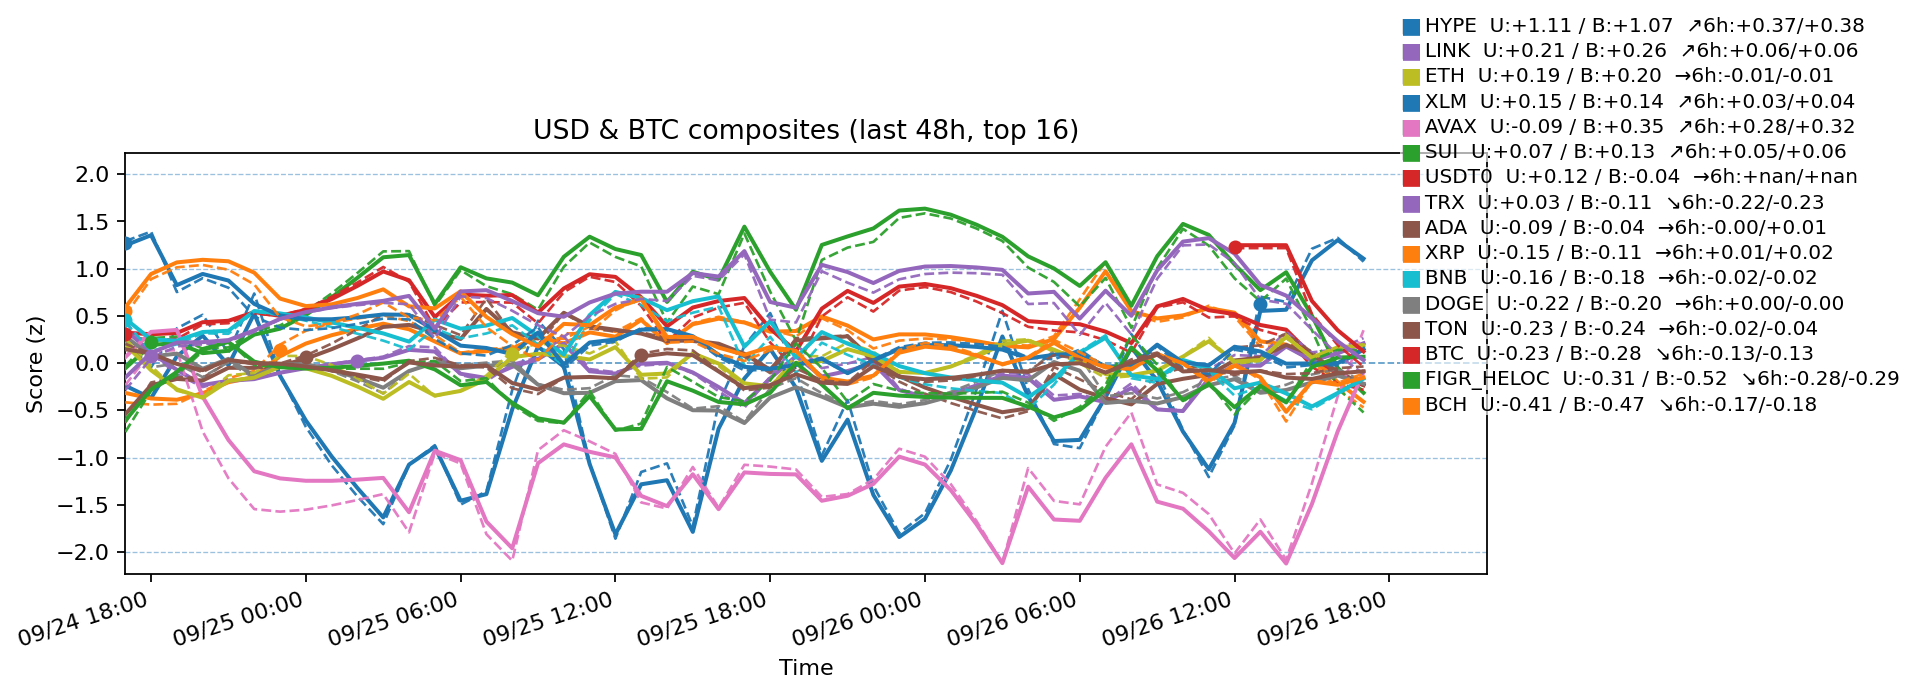 HYPE U:+1.11 / B:+1.07 ↗6h:+0.37/+0.38
LINK U:+0.21 / B:+0.26 ↗6h:+0.06/+0.06
ETH U:+0.19 / B:+0.20 →6h:-0.01/-0.01
XLM U:+0.15 / B:+0.14 ↗6h:+0.03/+0.04
AVAX U:-0.09 / B:+0.35 ↗6h:+0.28/+0.32
SUI U:+0.07 / B:+0.13 ↗6h:+0.05/+0.06
USDT0 U:+0.12 / B:-0.04 →6h:+nan/+nan
TRX U:+0.03 / B:-0.11 ↘6h:-0.22/-0.23
ADA U:-0.09 / B:-0.04 →6h:-0.00/+0.01
XRP U:-0.15 / B:-0.11 →6h:+0.01/+0.02
BNB U:-0.16 / B:-0.18 →6h:-0.02/-0.02
DOGE U:-0.22 / B:-0.20 →6h:+0.00/-0.00
TON U:-0.23 / B:-0.24 →6h:-0.02/-0.04
BTC U:-0.23 / B:-0.28 ↘6h:-0.13/-0.13
FIGR_HELOC U:-0.31 / B:-0.52 ↘6h:-0.28/-0.29
BCH U:-0.41 / B:-0.47 ↘6h:-0.17/-0.18
USD & BTC composites (last 48h, top 16)
Score (z)
2.0
1.5
1.0
0.5
0.0
−0.5
−1.0
−1.5
−2.0
09/24 18:00
09/25 00:00
09/25 06:00
09/25 12:00
09/25 18:00
09/26 00:00
09/26 06:00
09/26 12:00
09/26 18:00
Time